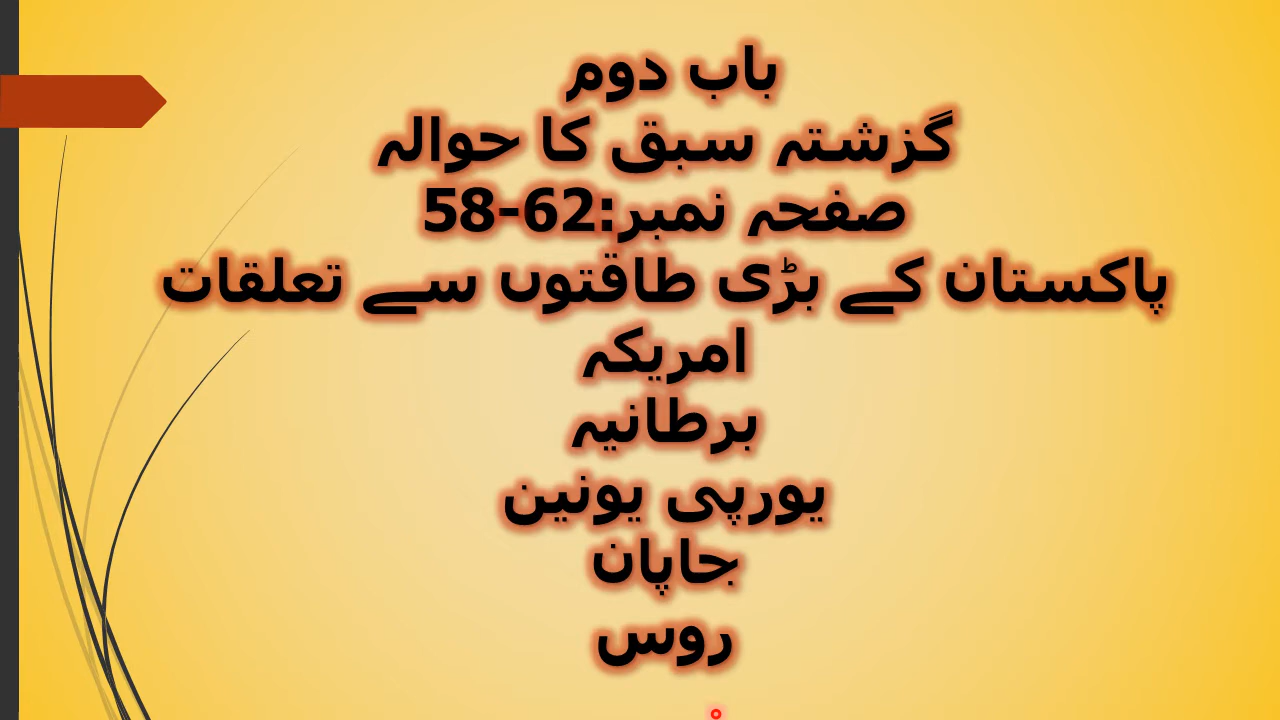 باب دوم
گزشتہ سبق کا حوالہ
صفحہ نمبر:62-58
پاکستان کے بڑی طاقتوں سے تعلقات
امریکہ
برطانیہ
یورپی یونین
جاپان
روس